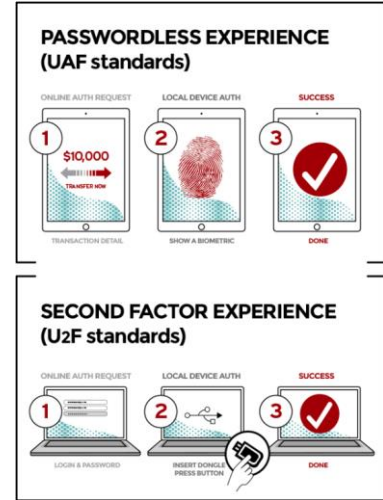 PASSWORDLESS EXPERIENCE
(UAF standards)
ONLINE AUTH REQUEST LOCAL DEVICE AUTH SUCCESS
1 2 3
$10,000
TRANSFER NOW
TRANSACTION DETAIL SHOW A BIOMETRIC DONE
SECOND FACTOR EXPERIENCE
(U2F standards)
ONLINE AUTH REQUEST LOCAL DEVICE AUTH SUCCESS
1 2 3
LOGIN & PASSWORD INSERT DONGLE DONE
PRESS BUTTON